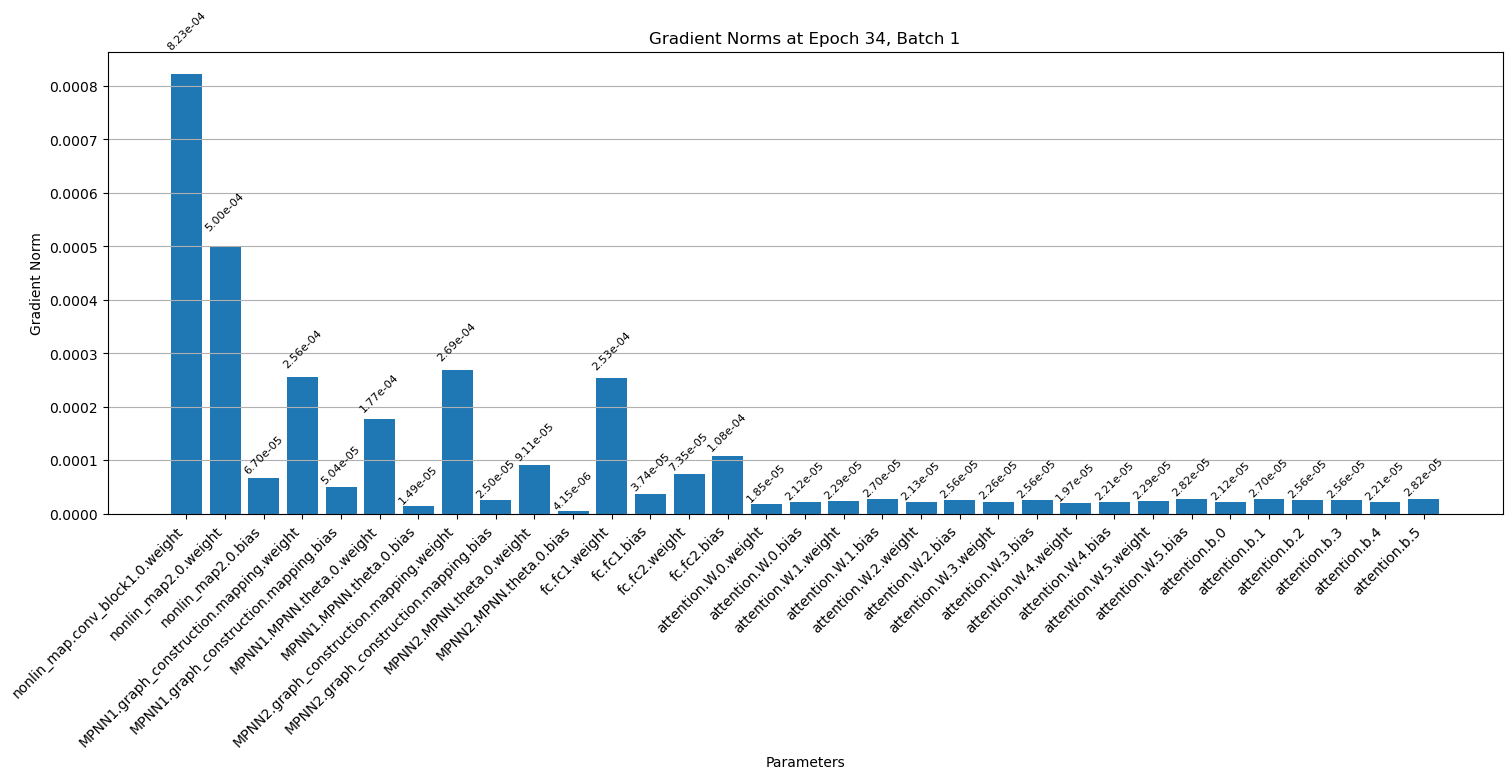 Gradient Norms at Epoch 34, Batch 1
Gradient Norm
0.0008
0.0007
0.0006
0.0005
0.0004
0.0003
0.0002
0.0001
0.0000
8.23e-04
5.00e-04
6.70e-05
2.56e-04
5.04e-05
1.77e-04
1.49e-05
2.69e-04
2.50e-05
9.11e-05
4.15e-06
2.53e-04
3.74e-05
7.35e-05
1.08e-04
1.85e-05
2.12e-05
2.29e-05
2.70e-05
2.13e-05
2.56e-05
2.26e-05
2.56e-05
1.97e-05
2.21e-05
2.29e-05
2.82e-05
2.12e-05
2.70e-05
2.56e-05
2.56e-05
2.21e-05
2.82e-05
nonlin_map.conv_block1.0.weight
nonlin_map2.0.weight
nonlin_map2.0.bias
MPNN1.graph_construction.mapping.weight
MPNN1.graph_construction.mapping.bias
MPNN1.MPNN.theta.0.weight
MPNN1.MPNN.theta.0.bias
MPNN2.graph_construction.mapping.weight
MPNN2.graph_construction.mapping.bias
MPNN2.MPNN.theta.0.weight
MPNN2.MPNN.theta.0.bias
fc.fc1.weight
fc.fc1.bias
fc.fc2.weight
fc.fc2.bias
attention.W.0.weight
attention.W.0.bias
attention.W.1.weight
attention.W.1.bias
attention.W.2.weight
attention.W.2.bias
attention.W.3.weight
attention.W.3.bias
attention.W.4.weight
attention.W.4.bias
attention.W.5.weight
attention.W.5.bias
attention.b.0
attention.b.1
attention.b.2
attention.b.3
attention.b.4
attention.b.5
Parameters